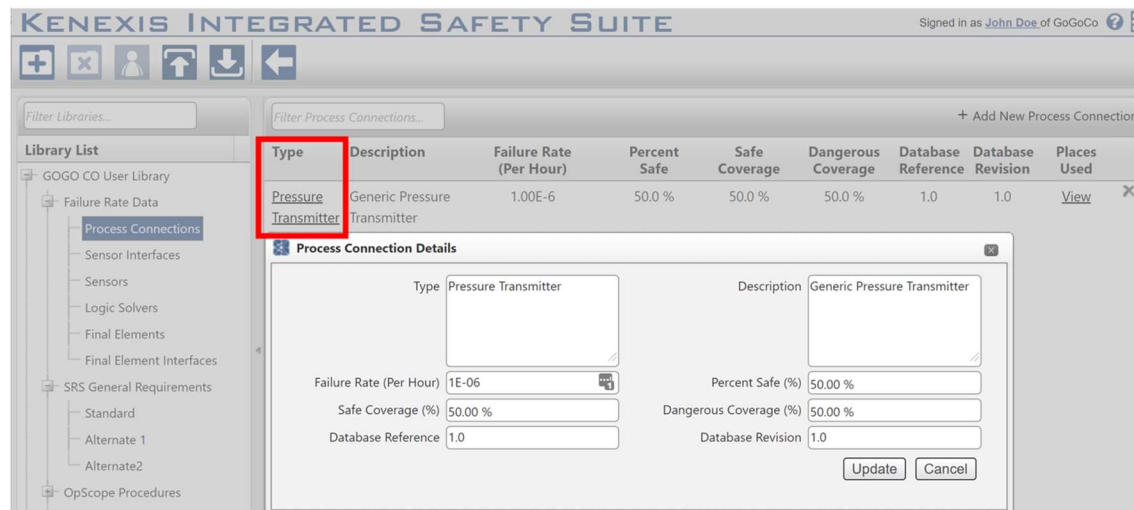 KENEXIS INTEGRATED SAFETY SUITE
Signed in as John Doe of GoGoCo
Filter Libraries...
Filter Process Connections...
+ Add New Process Connection
Library List
GOGO CO User Library
Failure Rate Data
Process Connections
Sensor Interfaces
Sensors
Logic Solvers
Final Elements
Final Element Interfaces
SRS General Requirements
Standard
Alternate 1
Alternate2
OpScope Procedures
Type Description Failure Rate (Per Hour) Percent Safe Safe Coverage Dangerous Coverage Database Reference Database Revision Places Used
Pressure Transmitter Generic Pressure Transmitter 1.00E-6 50.0 % 50.0 % 50.0 % 1.0 1.0 View
Process Connection Details
Type Pressure Transmitter
Description Generic Pressure Transmitter
Failure Rate (Per Hour) 1E-06
Percent Safe (%) 50.00 %
Safe Coverage (%) 50.00 %
Dangerous Coverage (%) 50.00 %
Database Reference 1.0
Database Revision 1.0
Update Cancel